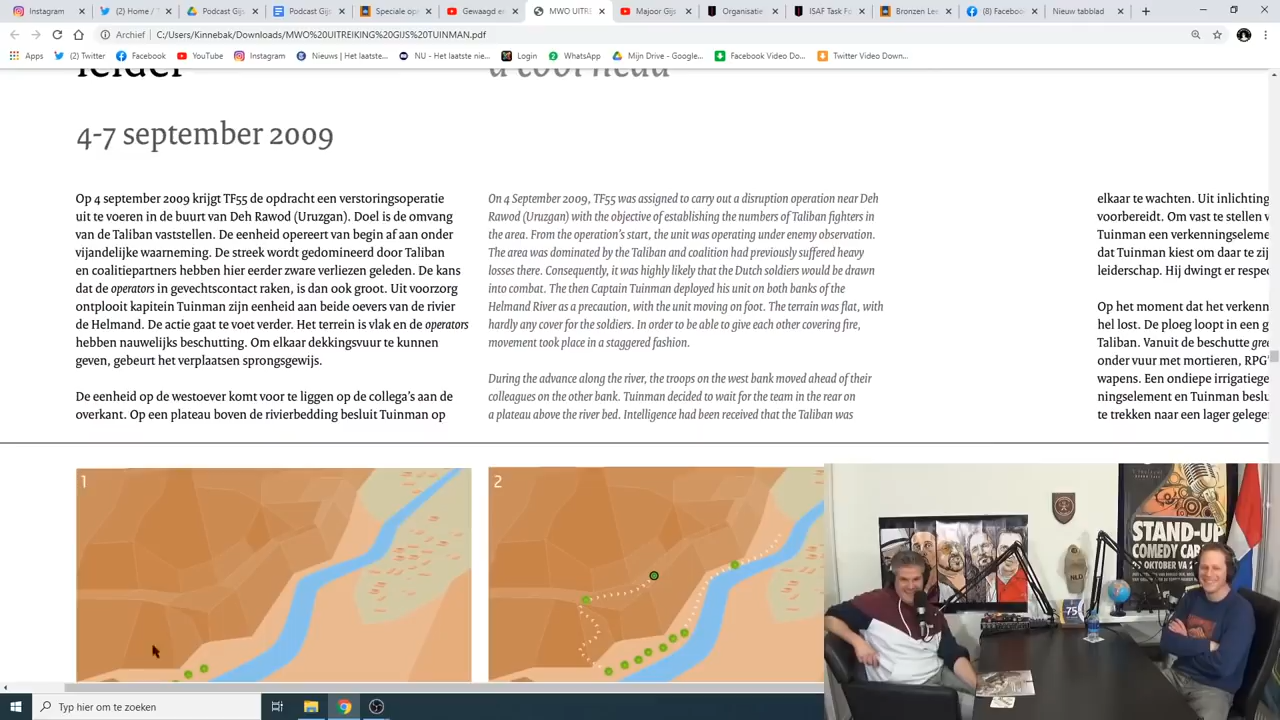 Instagram
(2) Home / T
Podcast Gijs
Podcast Gijs
Speciale op
Gewaagd e
MWO UITRE
Majoor Gijs
Organisatie
ISAF Task Fo
Bronzen Lee
(8) Faceboo
Nieuw tabblad
Archief | C:/Users/Kinnebak/Downloads/MWO%20UITREIKING%20GIJS%20TUINMAN.pdf
Apps
(2) Twitter
Facebook
YouTube
Instagram
Nieuws | Het laatste...
NU - Het laatste nie...
Login
WhatsApp
Mijn Drive - Google...
Facebook Video Do...
Twitter Video Down...
leider
a cool head
4-7 september 2009
Op 4 september 2009 krijgt TF55 de opdracht een verstoringsoperatie
uit te voeren in de buurt van Deh Rawod (Uruzgan). Doel is de omvang
van de Taliban vaststellen. De eenheid opereert van begin af aan onder
vijandelijke waarneming. De streek wordt gedomineerd door Taliban
en coalitiepartners hebben hier eerder zware verliezen geleden. De kans
dat de operators in gevechtscontact raken, is dan ook groot. Uit voorzorg
ontplooit kapitein Tuinman zijn eenheid aan beide oevers van de rivier
de Helmand. De actie gaat te voet verder. Het terrein is vlak en de operators
hebben nauwelijks beschutting. Om elkaar dekkingsvuur te kunnen
geven, gebeurt het verplaatsen sprongsgewijs.
De eenheid op de westoever komt voor te liggen op de collega's aan de
overkant. Op een plateau boven de rivierbedding besluit Tuinman op
On 4 September 2009, TF55 was assigned to carry out a disruption operation near Deh
Rawod (Uruzgan) with the objective of establishing the numbers of Taliban fighters in
the area. From the operation's start, the unit was operating under enemy observation.
The area was dominated by the Taliban and coalition had previously suffered heavy
losses there. Consequently, it was highly likely that the Dutch soldiers would be drawn
into combat. The then Captain Tuinman deployed his unit on both banks of the
Helmand River as a precaution, with the unit moving on foot. The terrain was flat, with
hardly any cover for the soldiers. In order to be able to give each other covering fire,
movement took place in a staggered fashion.
During the advance along the river, the troops on the west bank moved ahead of their
colleagues on the other bank. Tuinman decided to wait for the team in the rear on
a plateau above the river bed. Intelligence had been received that the Taliban was
elkaar te wachten. Uit inlichting
voorbereidt. Om vast te stellen v
Tuinman een verkenningseleme
dat Tuinman kiest om daar te zij
leiderschap. Hij dwingt er respec
Op het moment dat het verkenn
hel lost. De ploeg loopt in een g
Taliban. Vanuit de beschutte gree
onder vuur met mortieren, RPG'
wapens. Een ondiepe irrigatiege
ningselement en Tuinman beslu
te trekken naar een lager gelege
1
2
STAND-UP
COMEDY CAR
OKTOBER VA 2
NLD
75
Typ hier om te zoeken